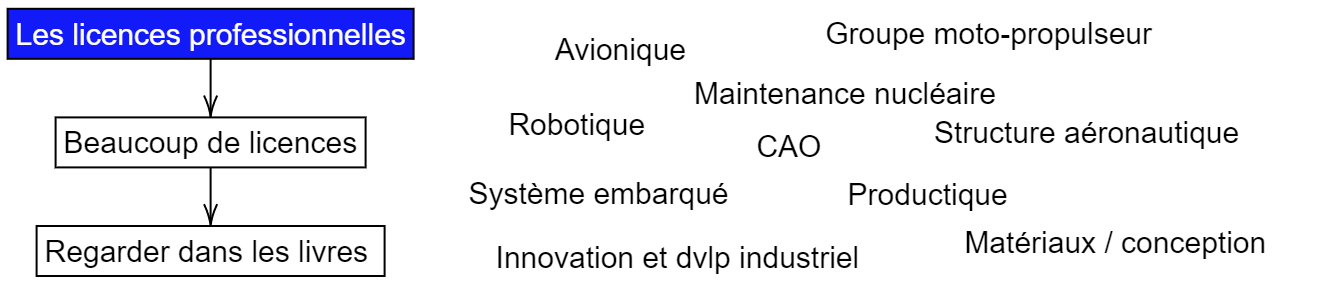 Les licences professionnelles
Beaucoup de licences
Regarder dans les livres
Avionique
Groupe moto-propulseur
Maintenance nucléaire
Robotique
CAO
Structure aéronautique
Système embarqué
Productique
Innovation et dvlp industriel
Matériaux / conception